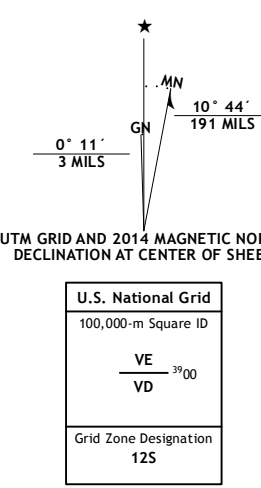 ★
MN
GN
10° 44´
191 MILS
0° 11´
3 MILS
UTM GRID AND 2014 MAGNETIC NOR
DECLINATION AT CENTER OF SHEE
U.S. National Grid
100,000-m Square ID
VE
VD
3900
Grid Zone Designation
12S